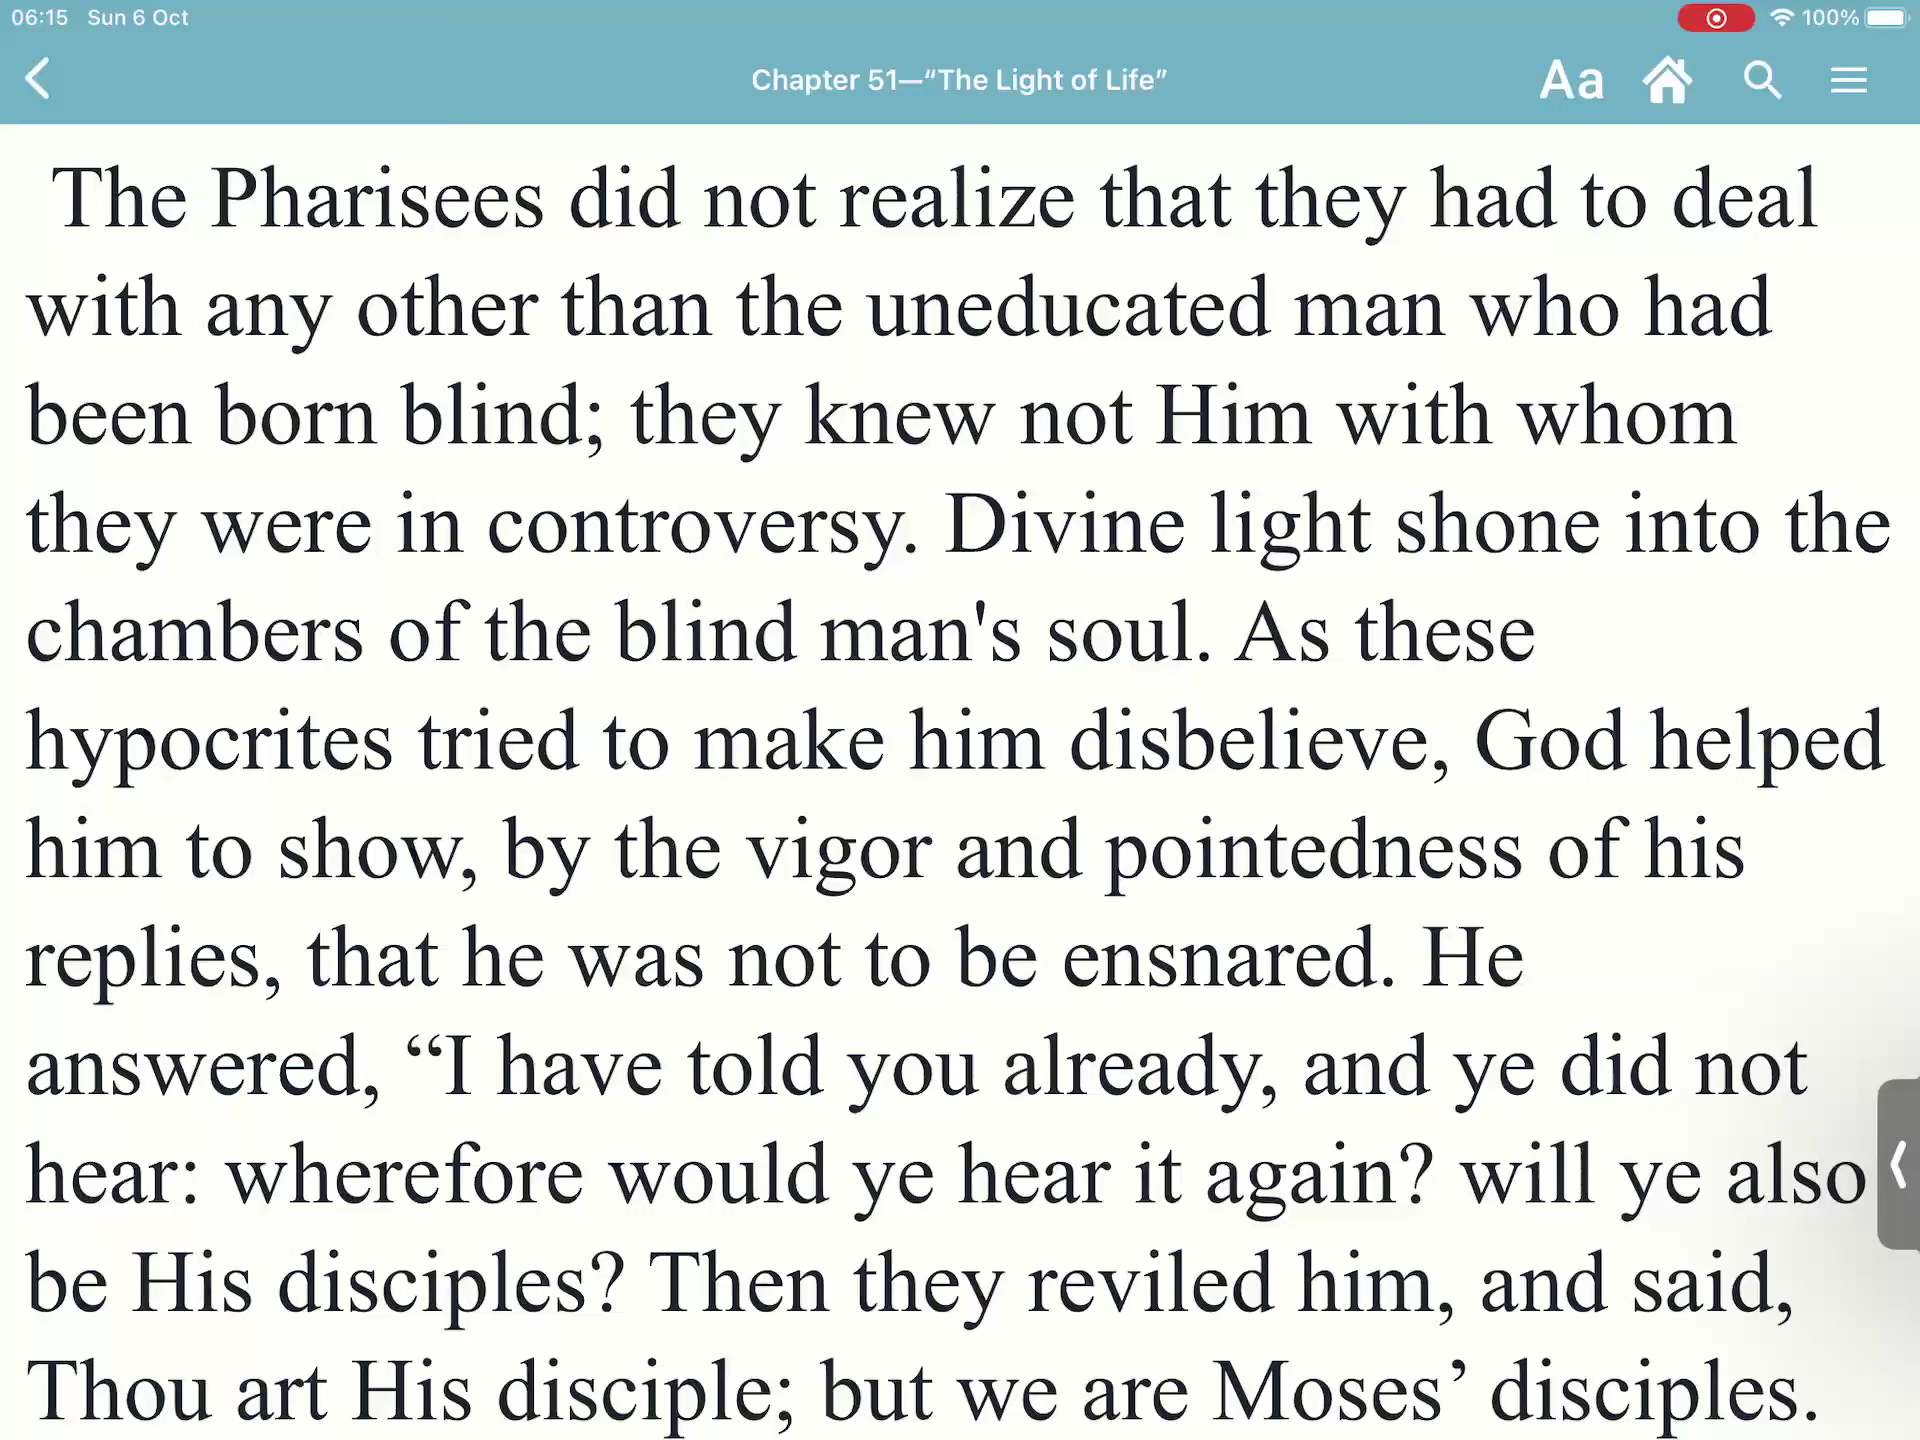 06:15 Sun 6 Oct
100%
Chapter 51—“The Light of Life”
Aa
The Pharisees did not realize that they had to deal
with any other than the uneducated man who had
been born blind; they knew not Him with whom
they were in controversy. Divine light shone into the
chambers of the blind man's soul. As these
hypocrites tried to make him disbelieve, God helped
him to show, by the vigor and pointedness of his
replies, that he was not to be ensnared. He
answered, “I have told you already, and ye did not
hear: wherefore would ye hear it again? will ye also
be His disciples? Then they reviled him, and said,
Thou art His disciple; but we are Moses’ disciples.